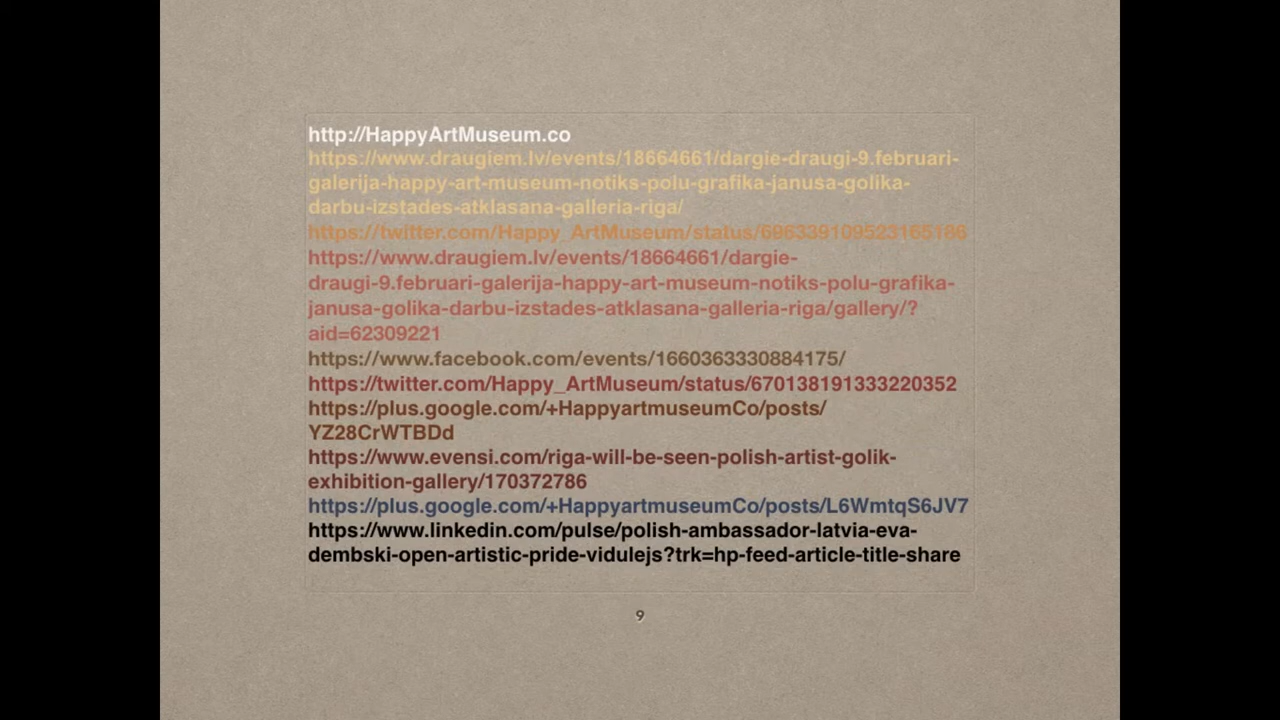 http://HappyArtMuseum.co
https://www.draugiem.lv/events/18664661/dargie-draugi-9.februari-
galerija-happy-art-museum-notiks-polu-grafika-janusa-golika-
darbu-izstades-atklasana-galleria-riga/
https://twitter.com/Happy_ArtMuseum/status/696339109523165186
https://www.draugiem.lv/events/18664661/dargie-
draugi-9.februari-galerija-happy-art-museum-notiks-polu-grafika-
janusa-golika-darbu-izstades-atklasana-galleria-riga/gallery/?
aid=62309221
https://www.facebook.com/events/1660363330884175/
https://twitter.com/Happy_ArtMuseum/status/670138191333220352
https://plus.google.com/+HappyartmuseumCo/posts/
YZ28CrWTBDd
https://www.evensi.com/riga-will-be-seen-polish-artist-golik-
exhibition-gallery/170372786
https://plus.google.com/+HappyartmuseumCo/posts/L6WmtqS6JV7
https://www.linkedin.com/pulse/polish-ambassador-latvia-eva-
dembski-open-artistic-pride-vidulejs?trk=hp-feed-article-title-share
9